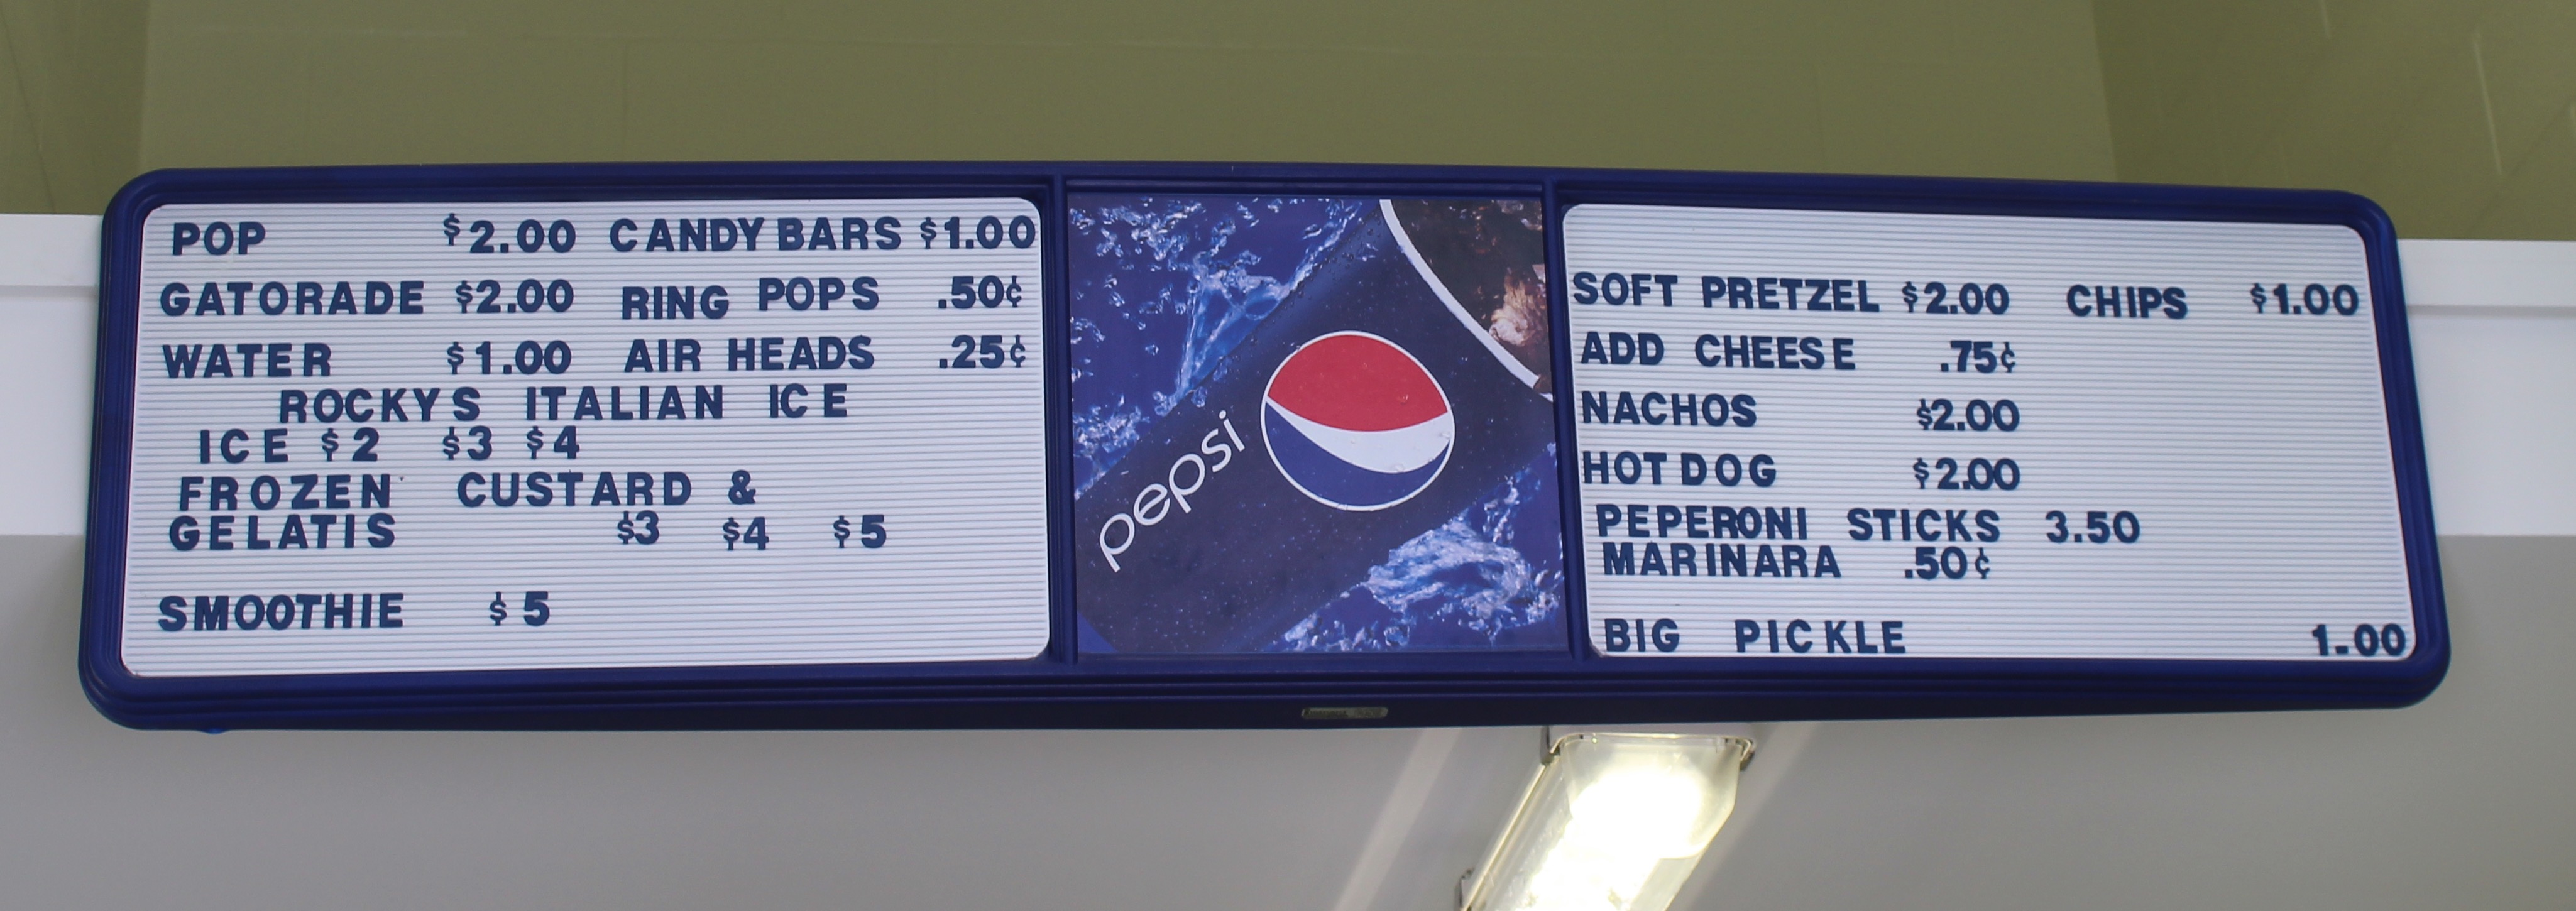 POP $2.00 CANDY BARS $1.00
GATORADE $2.00 RING POPS .50¢
WATER $1.00 AIR HEADS .25¢
ROCKYS ITALIAN ICE
ICE $2 $3 $4
FROZEN CUSTARD &
GELATIS $3 $4 $5
SMOOTHIE $5
pepsi
SOFT PRETZEL $2.00 CHIPS $1.00
ADD CHEESE .75¢
NACHOS $2.00
HOT DOG $2.00
PEPERONI STICKS 3.50
MARINARA .50¢
BIG PICKLE 1.00